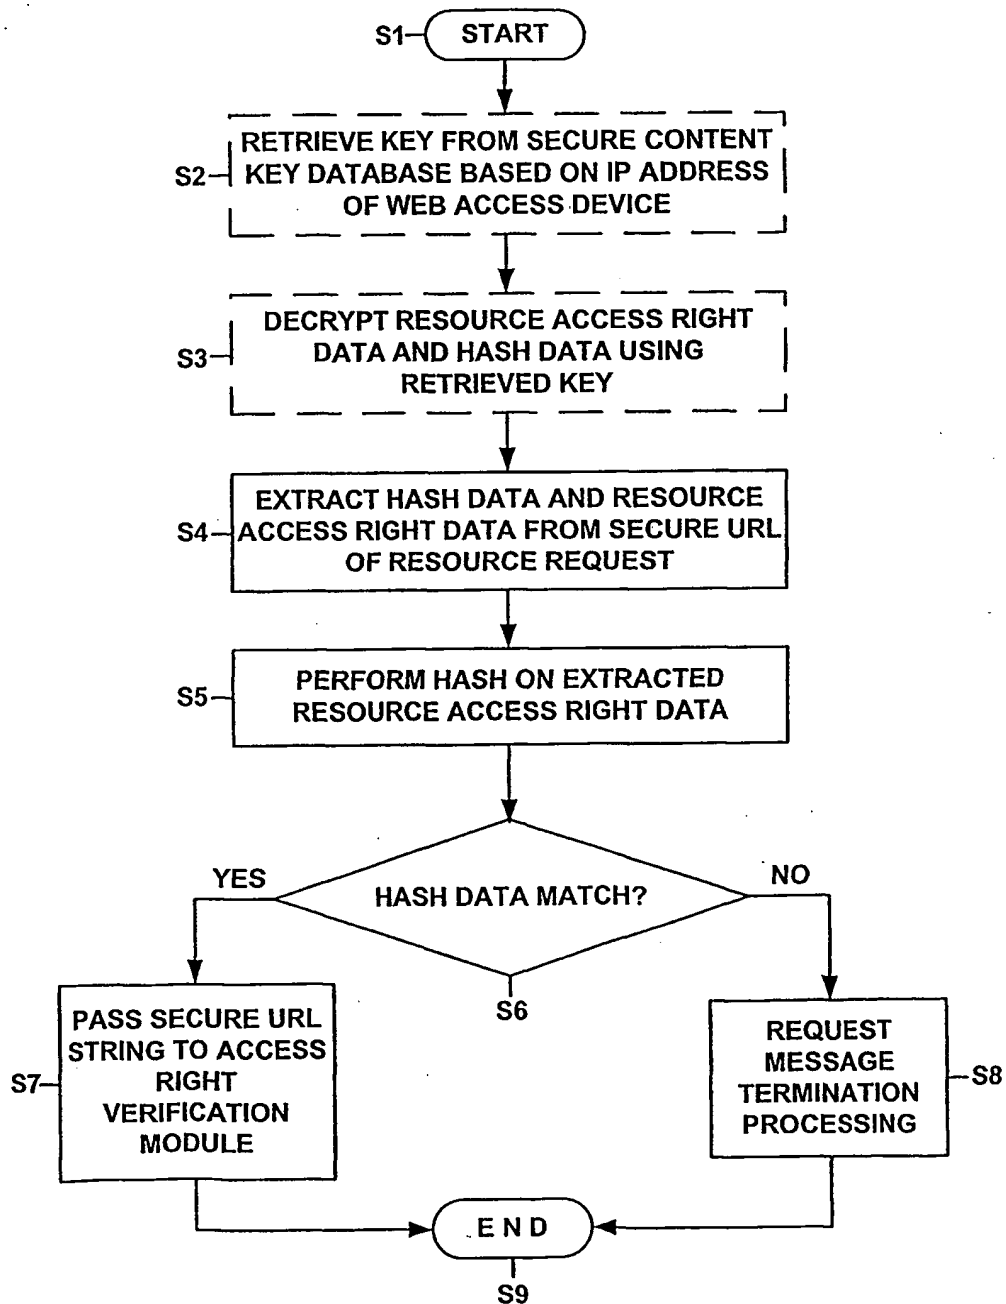 S1
START
RETRIEVE KEY FROM SECURE CONTENT
KEY DATABASE BASED ON IP ADDRESS
OF WEB ACCESS DEVICE
S2
DECRYPT RESOURCE ACCESS RIGHT
DATA AND HASH DATA USING
RETRIEVED KEY
S3
EXTRACT HASH DATA AND RESOURCE
ACCESS RIGHT DATA FROM SECURE URL
OF RESOURCE REQUEST
S4
PERFORM HASH ON EXTRACTED
RESOURCE ACCESS RIGHT DATA
S5
YES
HASH DATA MATCH?
NO
S6
PASS SECURE URL
STRING TO ACCESS
RIGHT
VERIFICATION
MODULE
S7
REQUEST
MESSAGE
TERMINATION
PROCESSING
S8
E N D
S9